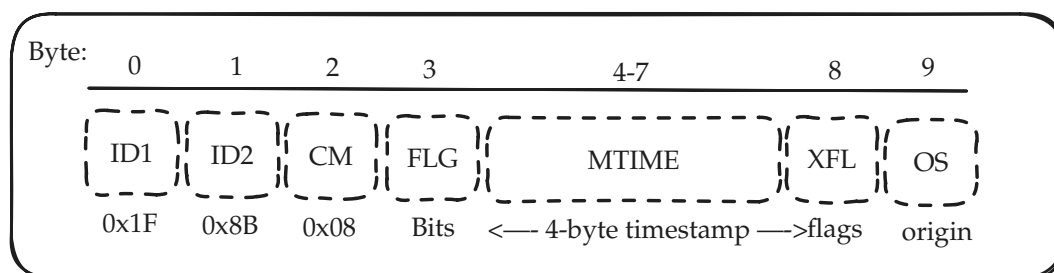 Byte:
0 1 2 3 4-7 8 9
ID1 ID2 CM FLG MTIME XFL OS
0x1F 0x8B 0x08 Bits <—- 4-byte timestamp —->flags origin